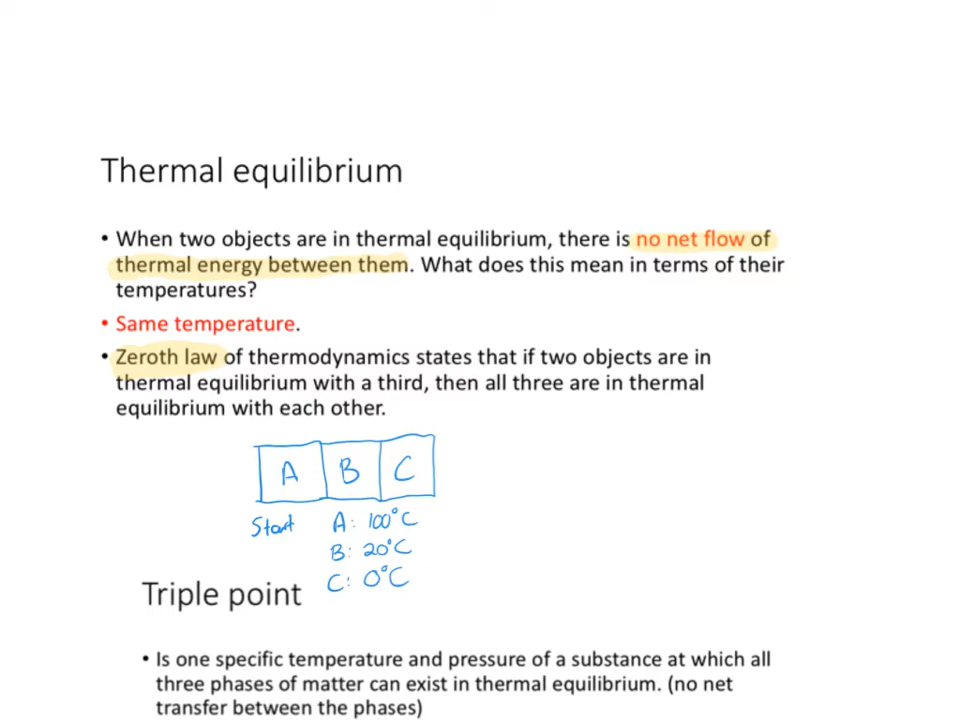 Thermal equilibrium
• When two objects are in thermal equilibrium, there is no net flow of
thermal energy between them. What does this mean in terms of their
temperatures?
• Same temperature.
• Zeroth law of thermodynamics states that if two objects are in
thermal equilibrium with a third, then all three are in thermal
equilibrium with each other.
A B C
Start A: 100°C
B: 20°C
C: 0°C
Triple point
• Is one specific temperature and pressure of a substance at which all
three phases of matter can exist in thermal equilibrium. (no net
transfer between the phases)